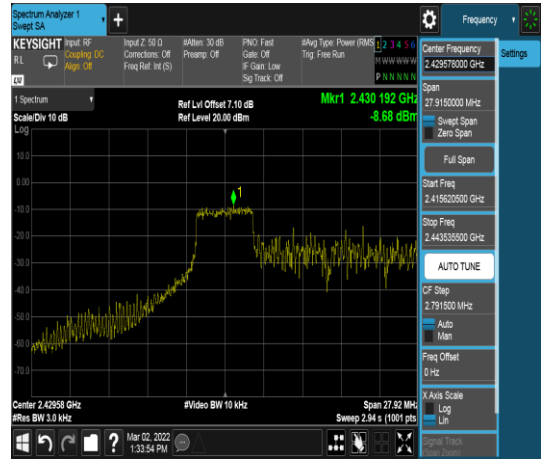 Spectrum Analyzer 1
Swept SA
+
Frequency
KEYSIGHT
RL
Input: RF
Coupling: DC
Align: Off
Input Z: 50 Ω
Corrections: Off
Freq Ref: Int (S)
#Atten: 30 dB
Preamp: Off
PNO: Fast
Gate: Off
IF Gain: Low
Sig Track: Off
#Avg Type: Power (RMS
Trig: Free Run
1 2 3 4 5 6
M W W W W W
P N N N N N
Center Frequency
2.429578000 GHz
Settings
Span
27.9150000 MHz
Swept Span
Zero Span
Full Span
Start Freq
2.415620500 GHz
Stop Freq
2.443535500 GHz
AUTO TUNE
CF Step
2.791500 MHz
Auto
Man
Freq Offset
0 Hz
X Axis Scale
Log
Lin
Signal Track
(Span Zoom)
1 Spectrum
Scale/Div 10 dB
Log
Ref Lvl Offset 7.10 dB
Ref Level 20.00 dBm
Mkr1 2.430 192 GHz
-8.68 dBm
1
10.0
0.00
-10.0
-20.0
-30.0
-40.0
-50.0
-60.0
-70.0
Center 2.42958 GHz
#Res BW 3.0 kHz
#Video BW 10 kHz
Span 27.92 MHz
Sweep 2.94 s (1001 pts
?
Mar 02, 2022
1:33:54 PM